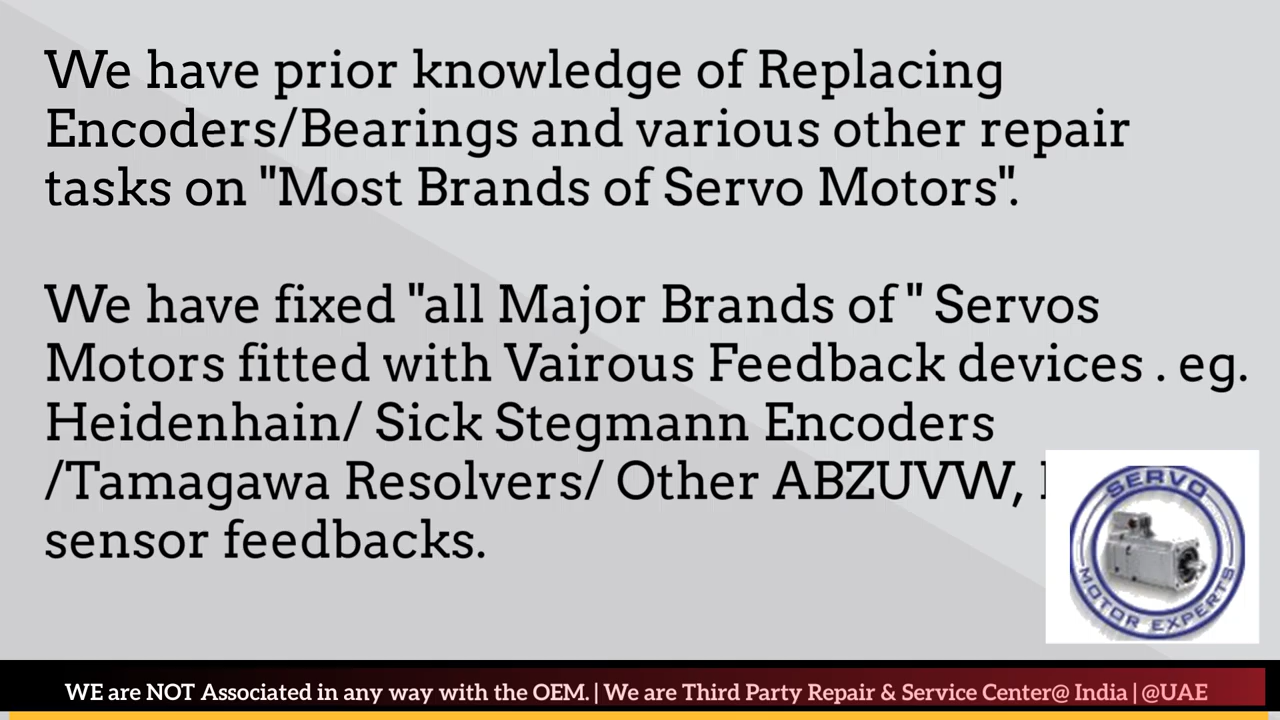 We have prior knowledge of Replacing
Encoders/Bearings and various other repair
tasks on "Most Brands of Servo Motors".
We have fixed "all Major Brands of " Servos
Motors fitted with Vairous Feedback devices . eg.
Heidenhain/ Sick Stegmann Encoders
/Tamagawa Resolvers/ Other ABZUVW,
sensor feedbacks.
SERVO
MOTOR EXPERTS
WE are NOT Associated in any way with the OEM. | We are Third Party Repair & Service Center@ India | @UAE